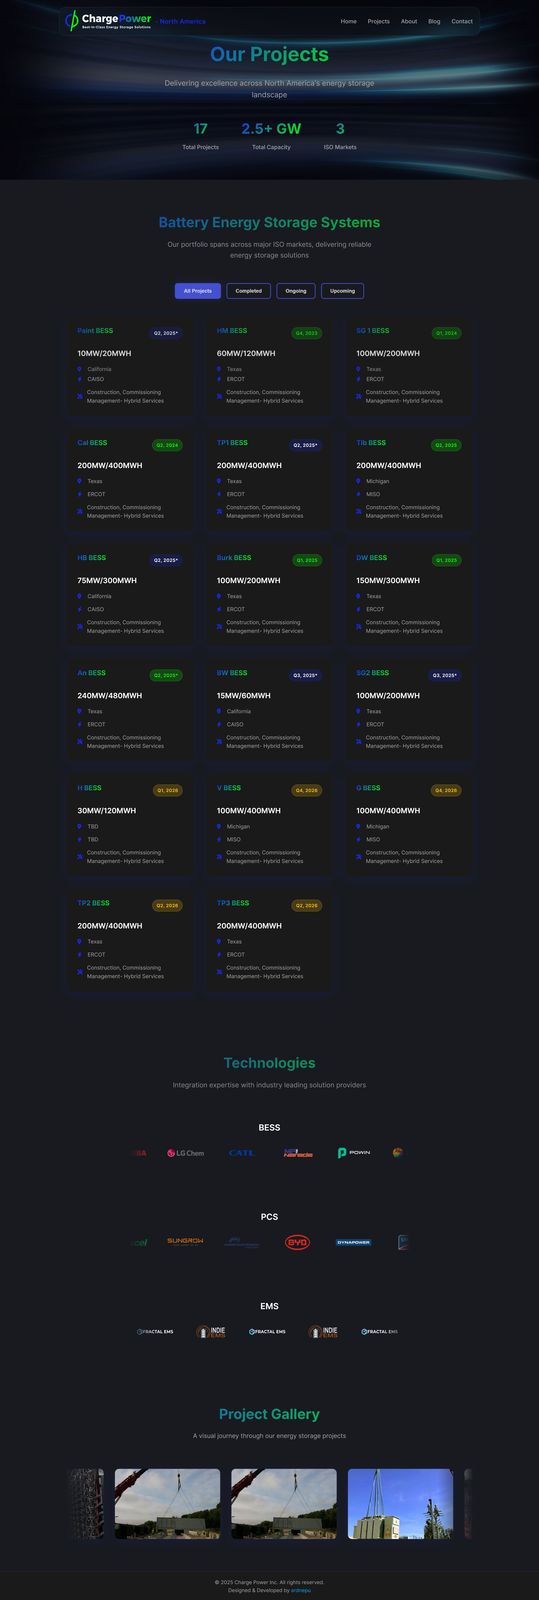 ChargePower - North America
Best-In-Class Energy Storage Solutions
Home Projects About Blog Contact
Our Projects
Delivering excellence across North America's energy storage
landscape
17 2.5+ GW 3
Total Projects Total Capacity ISO Markets
Battery Energy Storage Systems
Our portfolio spans across major ISO markets, delivering reliable
energy storage solutions
All Projects Completed Ongoing Upcoming
Paint BESS Q2, 2025*
10MW/20MWH
California
CAISO
Construction, Commissioning
Management- Hybrid Services
HM BESS Q4, 2023
60MW/120MWH
Texas
ERCOT
Construction, Commissioning
Management- Hybrid Services
SG 1 BESS Q1, 2024
100MW/200MWH
Texas
ERCOT
Construction, Commissioning
Management- Hybrid Services
Cal BESS Q2, 2024
200MW/400MWH
Texas
ERCOT
Construction, Commissioning
Management- Hybrid Services
TP1 BESS Q2, 2025*
200MW/400MWH
Texas
ERCOT
Construction, Commissioning
Management- Hybrid Services
Tib BESS Q2, 2025
200MW/400MWH
Michigan
MISO
Construction, Commissioning
Management- Hybrid Services
HB BESS Q2, 2025*
75MW/300MWH
California
CAISO
Construction, Commissioning
Management- Hybrid Services
Burk BESS Q1, 2025
100MW/200MWH
Texas
ERCOT
Construction, Commissioning
Management- Hybrid Services
DW BESS Q1, 2025
150MW/300MWH
Texas
ERCOT
Construction, Commissioning
Management- Hybrid Services
An BESS Q2, 2025*
240MW/480MWH
Texas
ERCOT
Construction, Commissioning
Management- Hybrid Services
BW BESS Q3, 2025*
15MW/60MWH
California
CAISO
Construction, Commissioning
Management- Hybrid Services
SG2 BESS Q3, 2025*
100MW/200MWH
Texas
ERCOT
Construction, Commissioning
Management- Hybrid Services
H BESS Q1, 2026
30MW/120MWH
TBD
TBD
Construction, Commissioning
Management- Hybrid Services
V BESS Q4, 2026
100MW/400MWH
Michigan
MISO
Construction, Commissioning
Management- Hybrid Services
G BESS Q4, 2026
100MW/400MWH
Michigan
MISO
Construction, Commissioning
Management- Hybrid Services
TP2 BESS Q2, 2026
200MW/400MWH
Texas
ERCOT
Construction, Commissioning
Management- Hybrid Services
TP3 BESS Q2, 2026
200MW/400MWH
Texas
ERCOT
Construction, Commissioning
Management- Hybrid Services
Technologies
Integration expertise with industry leading solution providers
BESS
LG Chem CATL Narada POWIN
PCS
SUNGROW BYD DYNAPOWER
EMS
FRACTAL EMS INDIE EMS FRACTAL EMS INDIE EMS FRACTAL EMS
Project Gallery
A visual journey through our energy storage projects
© 2025 Charge Power Inc. All rights reserved.
Designed & Developed by ardnepu